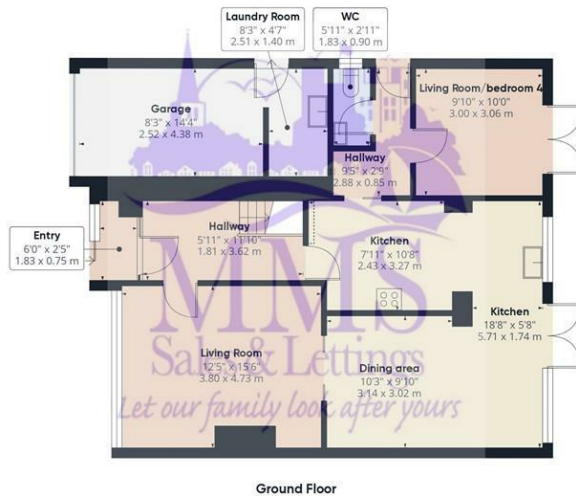 Laundry Room
8'3" x 4'7"
2.51 x 1.40 m
WC
5'11" x 2'11"
1.83 x 0.90 m
Garage
8'3" x 14'4"
2.52 x 4.38 m
Living Room/bedroom 4
9'10" x 10'0"
3.00 x 3.06 m
Hallway
9'5" x 2'9"
2.88 x 0.85 m
Entry
6'0" x 2'5"
1.83 x 0.75 m
Hallway
5'11" x 11'10"
1.81 x 3.62 m
Kitchen
7'11" x 10'8"
2.43 x 3.27 m
Kitchen
18'8" x 5'8"
5.71 x 1.74 m
Living Room
12'5" x 15'6"
3.80 x 4.73 m
Dining area
10'3" x 9'10"
3.14 x 3.02 m
MMS
Sales & Lettings
Let our family look after yours
Ground Floor